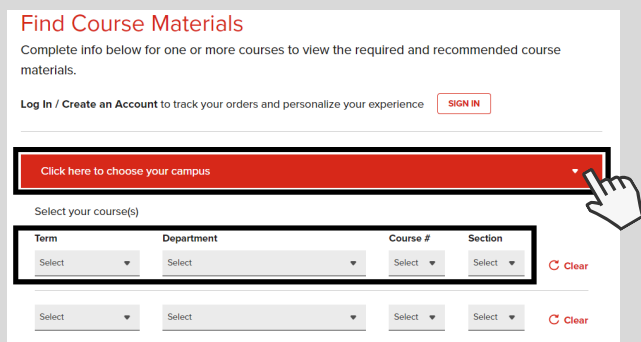 Find Course Materials
Complete info below for one or more courses to view the required and recommended course
materials.
Log In / Create an Account to track your orders and personalize your experience SIGN IN
Click here to choose your campus
Select your course(s)
Term Department Course # Section
Select Select Select Select Clear
Select Select Select Select Clear